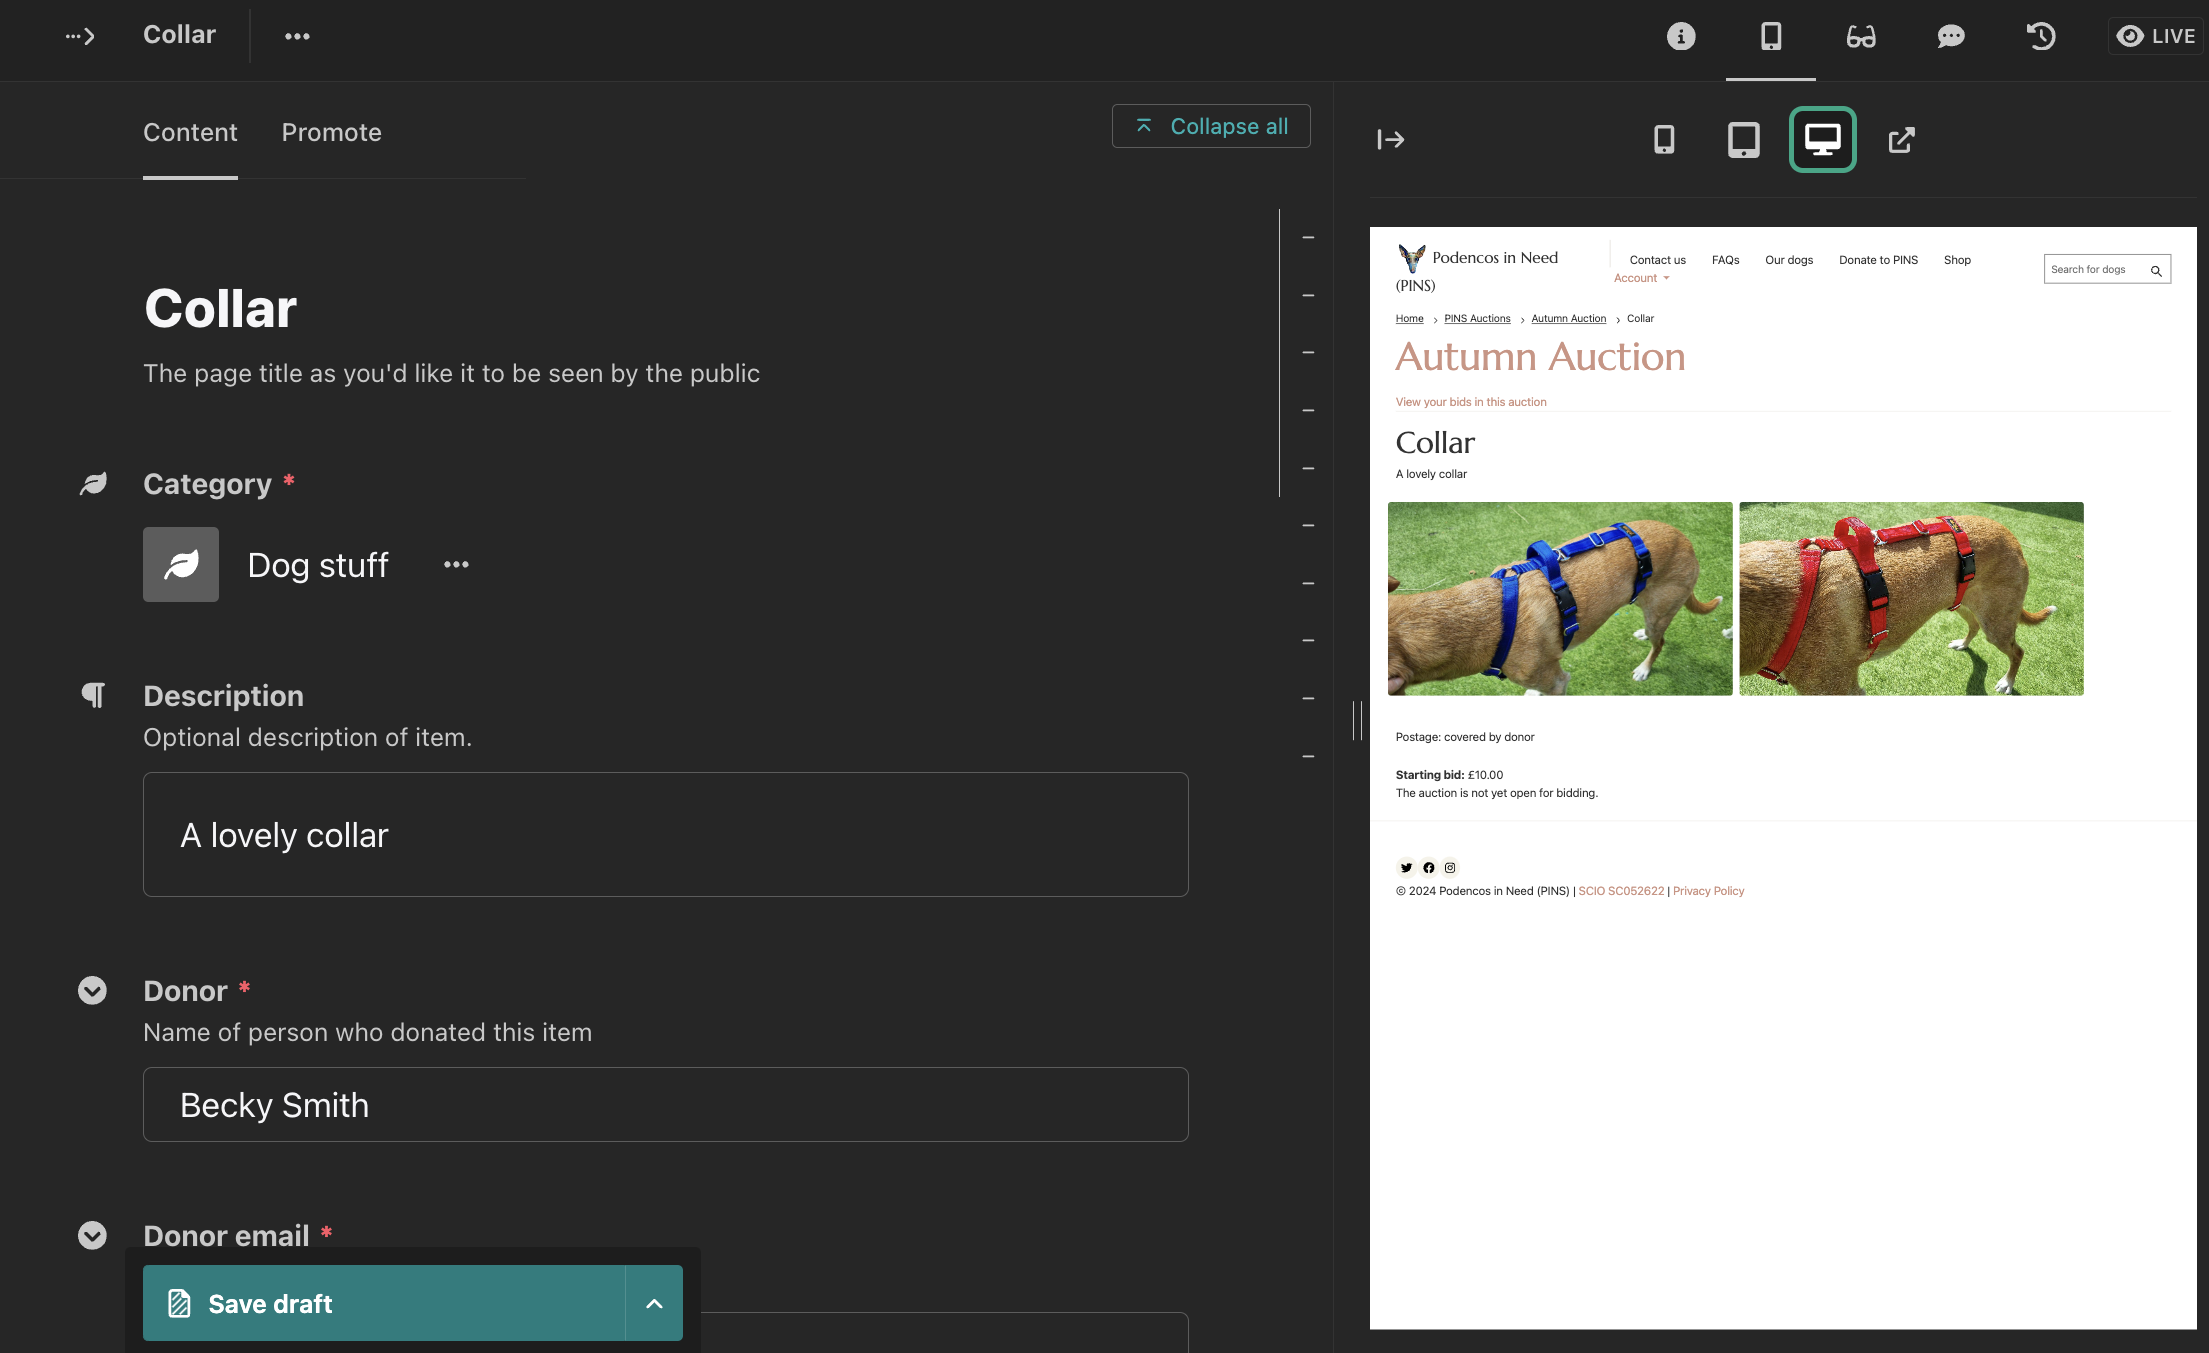 Collar
LIVE
Content
Promote
Collapse all
Collar
The page title as you'd like it to be seen by the public
Category *
Dog stuff
Description
Optional description of item.
A lovely collar
Donor *
Name of person who donated this item
Becky Smith
Donor email *
Save draft
Podencos in Need
(PINS)
Contact us
FAQs
Our dogs
Donate to PINS
Shop
Account
Search for dogs
Home > PINS Auctions > Autumn Auction > Collar
Autumn Auction
View your bids in this auction
Collar
A lovely collar
Postage: covered by donor
Starting bid: £10.00
The auction is not yet open for bidding.
© 2024 Podencos in Need (PINS) | SCIO SC052622 | Privacy Policy